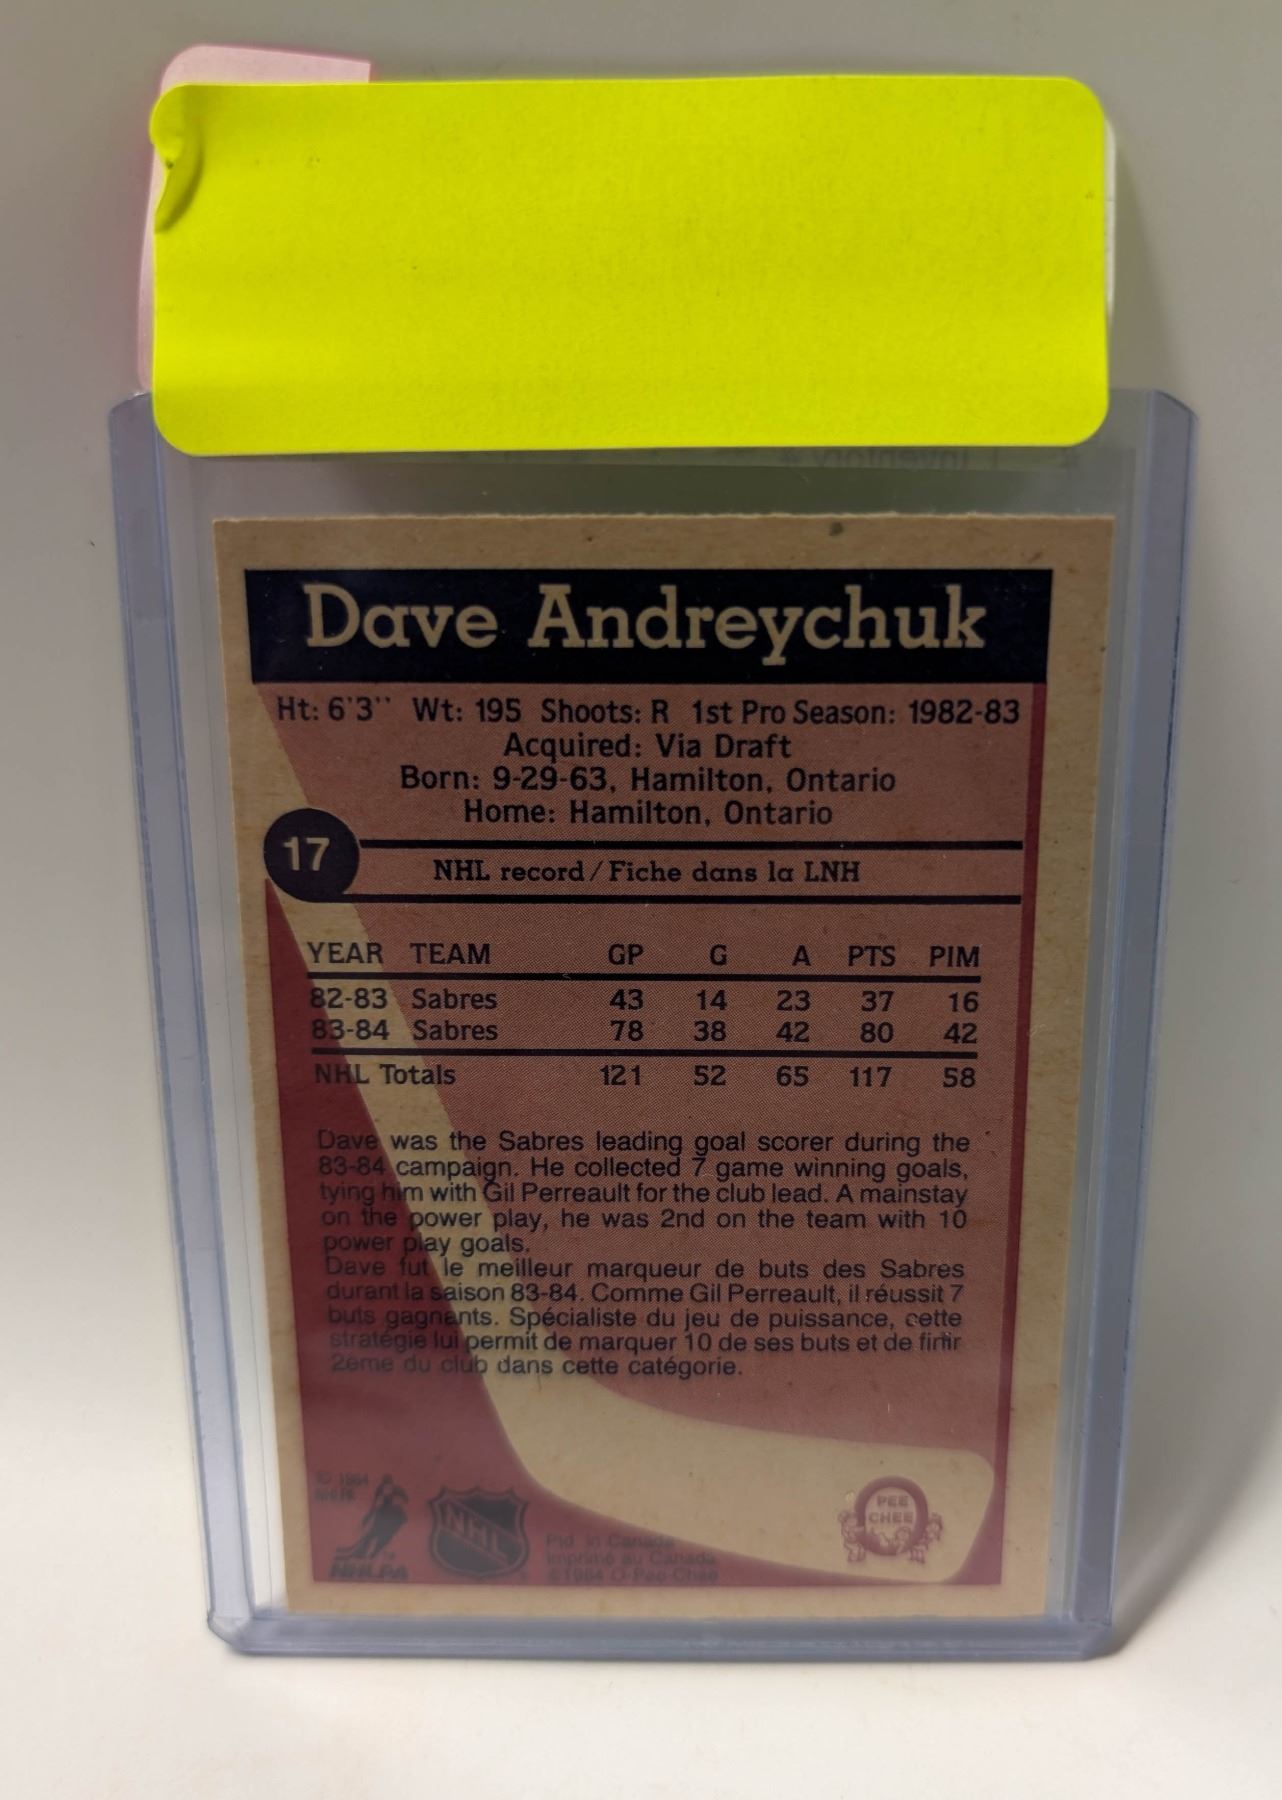 Dave Andreychuk
Ht: 6'3'' Wt: 195 Shoots: R 1st Pro Season: 1982-83
Acquired: Via Draft
Born: 9-29-63, Hamilton, Ontario
Home: Hamilton, Ontario
17
NHL record/Fiche dans la LNH
YEAR TEAM GP G A PTS PIM
82-83 Sabres 43 14 23 37 16
83-84 Sabres 78 38 42 80 42
NHL Totals 121 52 65 117 58
Dave was the Sabres leading goal scorer during the
83-84 campaign. He collected 7 game winning goals,
tying him with Gil Perreault for the club lead. A mainstay
on the power play, he was 2nd on the team with 10
power play goals.
Dave fut le meilleur marqueur de buts des Sabres
durant la saison 83-84. Comme Gil Perreault, il réussit 7
buts gagnants. Spécialiste du jeu de puissance, cette
stratégie lui permit de marquer 10 de ses buts et de finir
2eme du club dans cette catégorie.
© 1984
NHLPA
NHLPA
NHL
Ptd. in Canada
Imprimé au Canada
©1984 O-Pee-Chee
O
PEE
CHEE